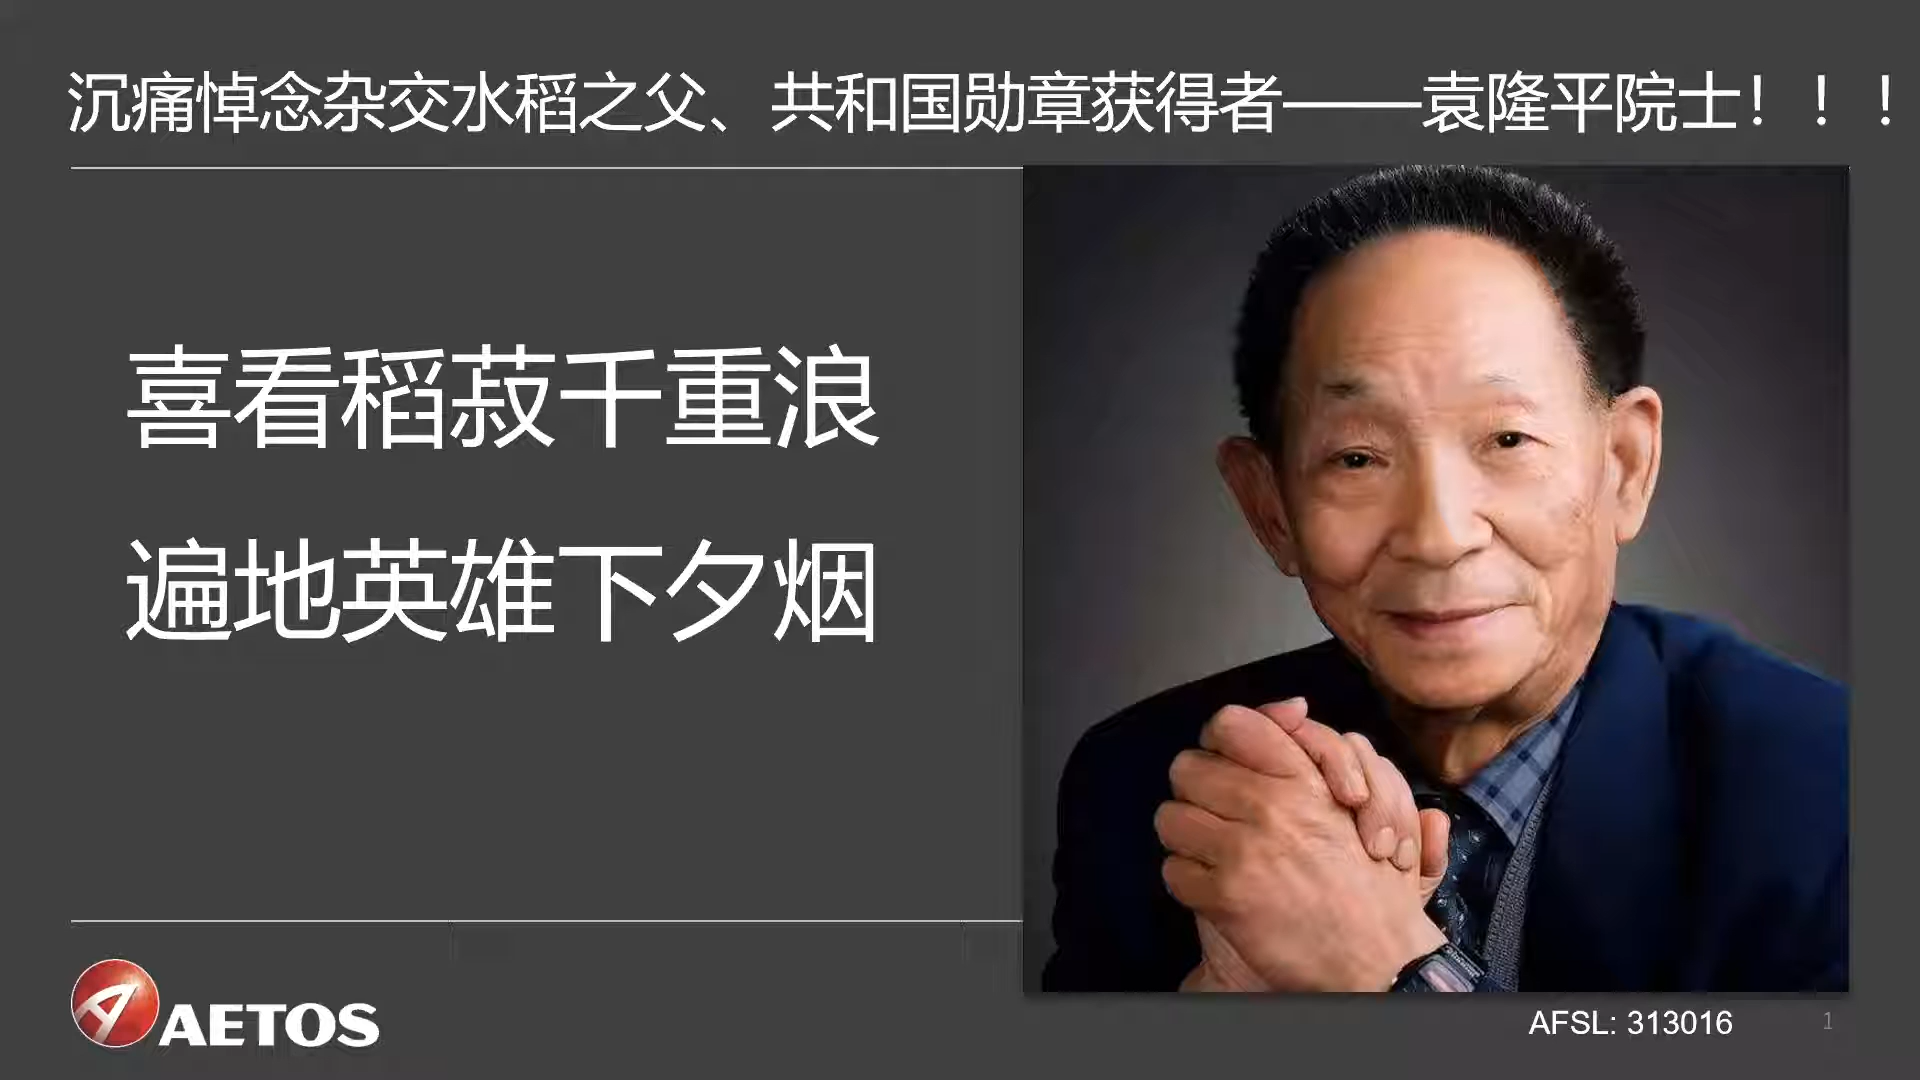 沉痛悼念杂交水稻之父、共和国勋章获得者——袁隆平院士！！！
喜看稻菽千重浪
遍地英雄下夕烟
AETOS
AFSL: 313016
1